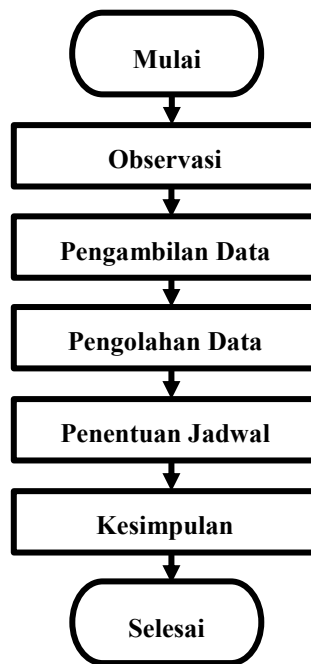 Mulai
Observasi
Pengambilan Data
Pengolahan Data
Penentuan Jadwal
Kesimpulan
Selesai